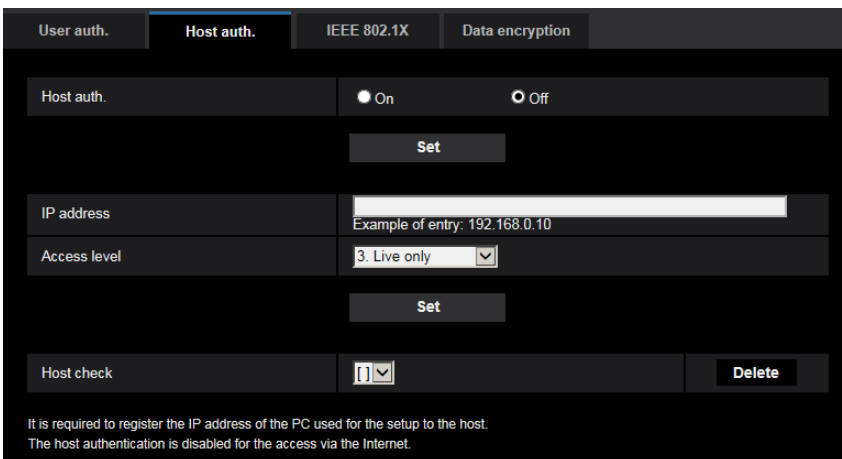 User auth. Host auth. IEEE 802.1X Data encryption
Host auth. On Off
Set
IP address
Example of entry: 192.168.0.10
Access level 3. Live only
Set
Host check [ ] Delete
It is required to register the IP address of the PC used for the setup to the host.
The host authentication is disabled for the access via the Internet.